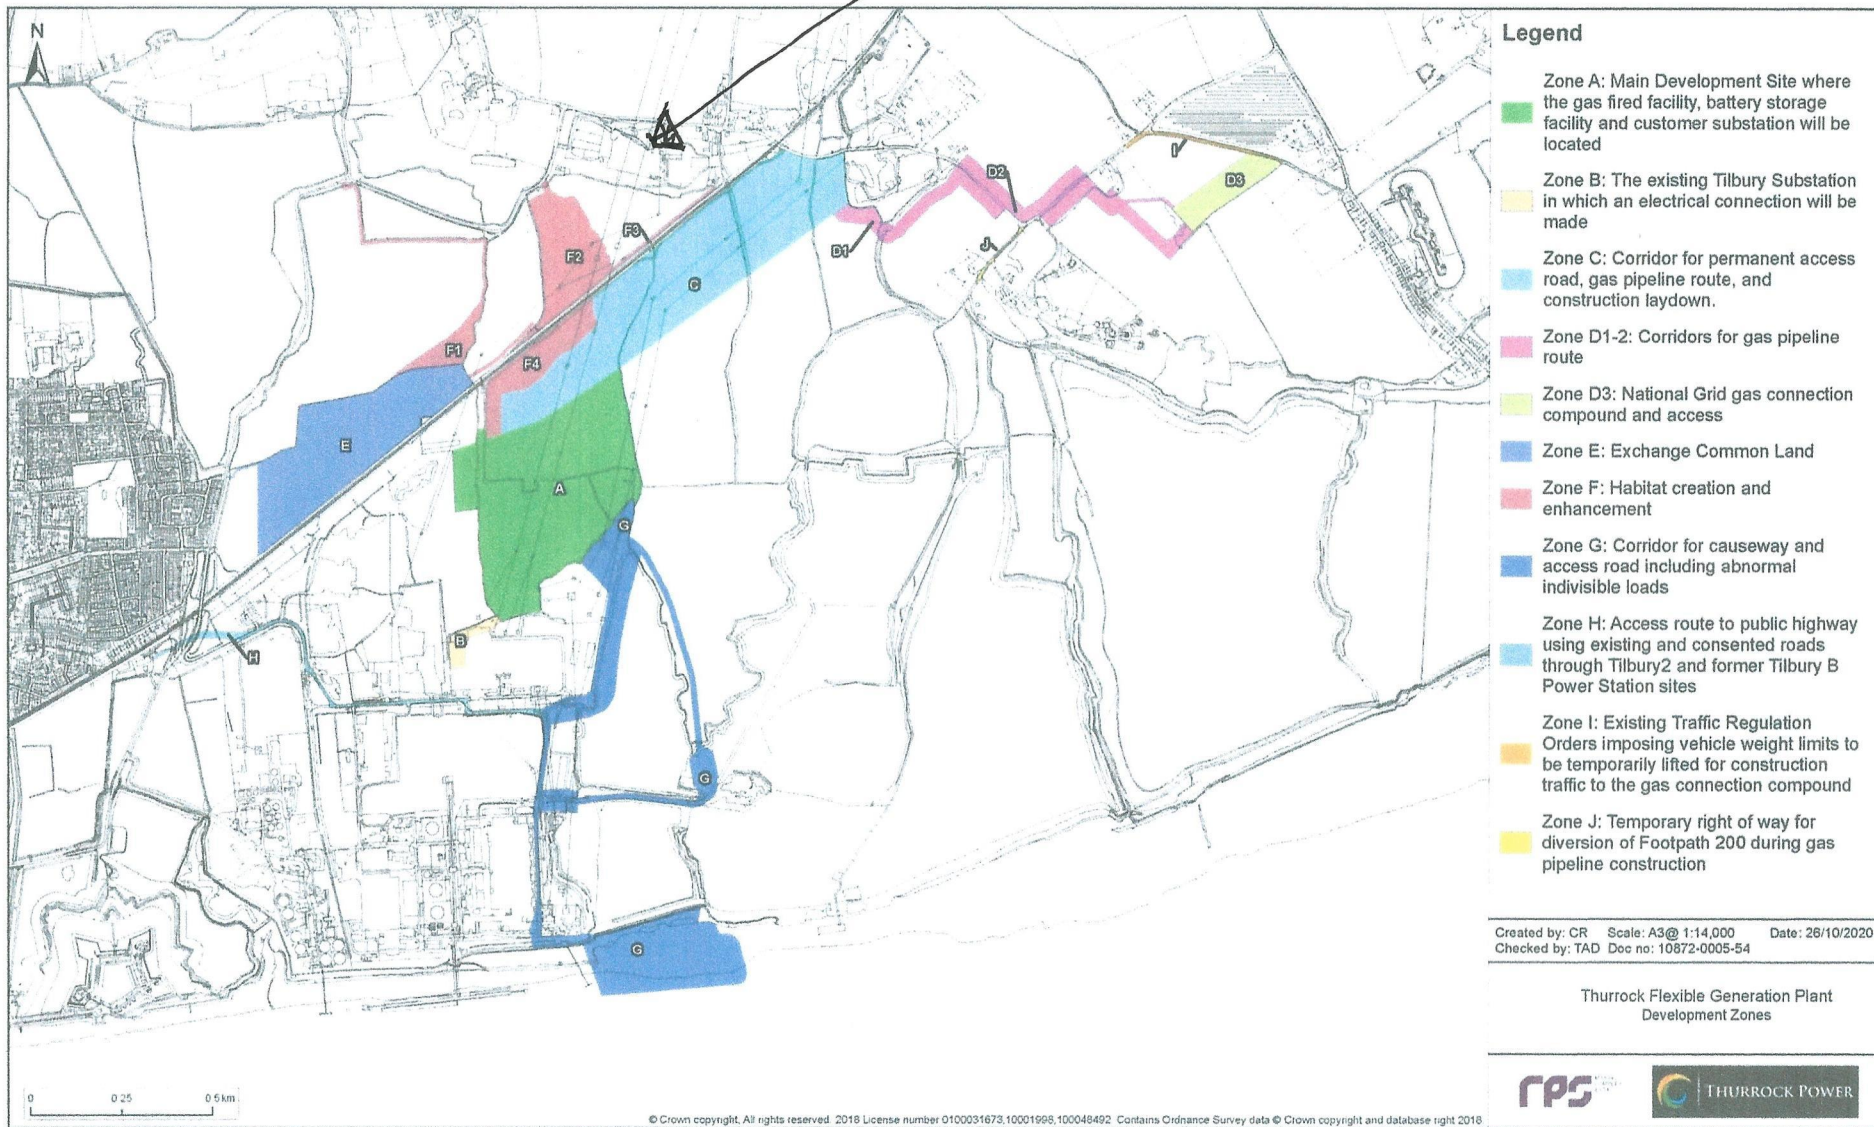 N
I
D3
D2
D1
J
F3
F2
C
F1
F4
E
A
G
B
H
G
G
0 0.25 0.5 km
© Crown copyright, All rights reserved. 2018 License number 0100031673,10001998,100048492 Contains Ordnance Survey data © Crown copyright and database right 2018
Legend
Zone A: Main Development Site where
the gas fired facility, battery storage
facility and customer substation will be
located
Zone B: The existing Tilbury Substation
in which an electrical connection will be
made
Zone C: Corridor for permanent access
road, gas pipeline route, and
construction laydown.
Zone D1-2: Corridors for gas pipeline
route
Zone D3: National Grid gas connection
compound and access
Zone E: Exchange Common Land
Zone F: Habitat creation and
enhancement
Zone G: Corridor for causeway and
access road including abnormal
indivisible loads
Zone H: Access route to public highway
using existing and consented roads
through Tilbury2 and former Tilbury B
Power Station sites
Zone I: Existing Traffic Regulation
Orders imposing vehicle weight limits to
be temporarily lifted for construction
traffic to the gas connection compound
Zone J: Temporary right of way for
diversion of Footpath 200 during gas
pipeline construction
Created by: CR Scale: A3@ 1:14,000 Date: 26/10/2020
Checked by: TAD Doc no: 10872-0005-54
Thurrock Flexible Generation Plant
Development Zones
rps
THURROCK POWER